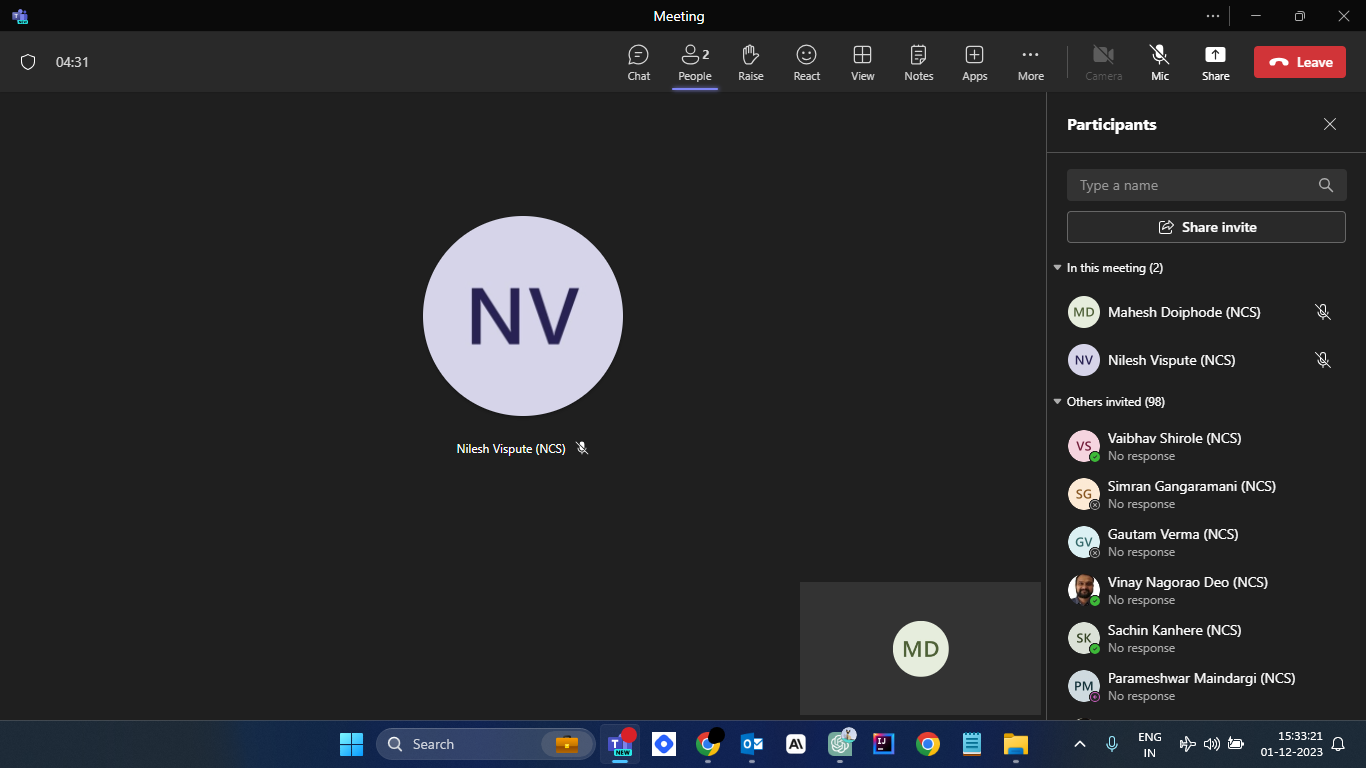 Meeting
04:31
Chat
People
2
Raise
React
View
Notes
Apps
More
Camera
Mic
Share
Leave
Participants
Type a name
Share invite
In this meeting (2)
MD Mahesh Doiphode (NCS)
NV Nilesh Vispute (NCS)
Others invited (98)
VS Vaibhav Shirole (NCS)
No response
SG Simran Gangaramani (NCS)
No response
GV Gautam Verma (NCS)
No response
Vinay Nagorao Deo (NCS)
No response
SK Sachin Kanhere (NCS)
No response
PM Parameshwar Maindargi (NCS)
No response
NV
Nilesh Vispute (NCS)
MD
Search
NEW
ENG
IN
15:33:21
01-12-2023